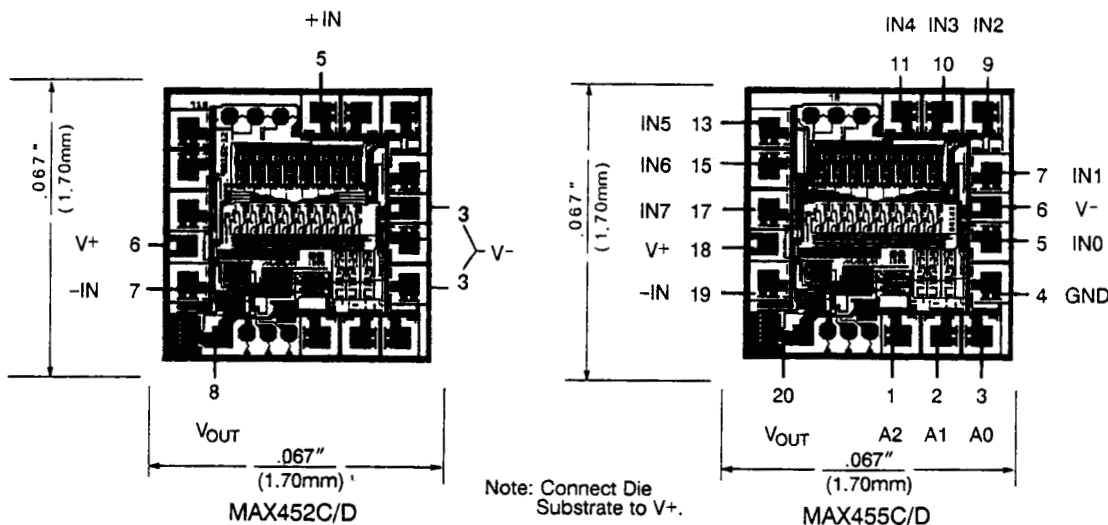 +IN
5
.067"
(1.70mm)
V+ 6
-IN 7
3
3
V-
8
VOUT
.067"
(1.70mm)
MAX452C/D
IN4 IN3 IN2
11 10 9
IN5 13
IN6 15
IN7 17
V+ 18
-IN 19
7 IN1
6 V-
5 IN0
4 GND
.067"
(1.70mm)
20 1 2 3
VOUT A2 A1 A0
.067"
(1.70mm)
MAX455C/D
Note: Connect Die
Substrate to V+.